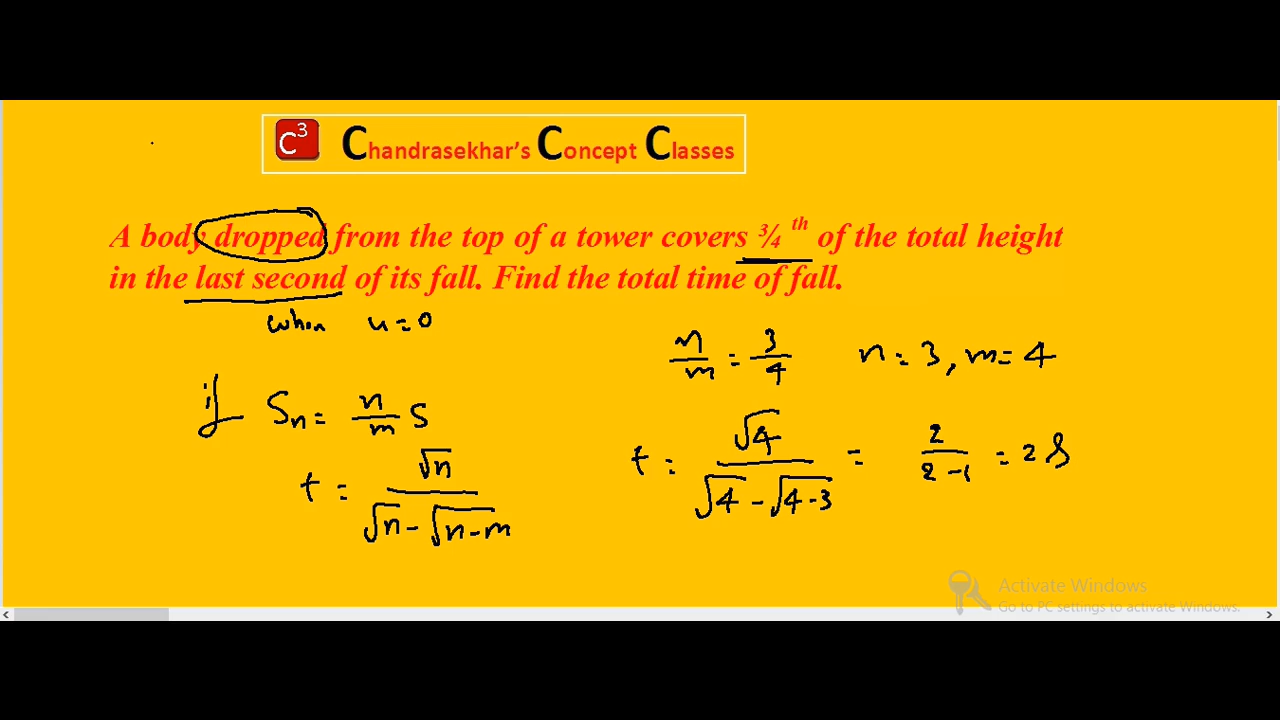 C³ Chandrasekhar's Concept Classes
A body dropped from the top of a tower covers ¾ th of the total height
in the last second of its fall. Find the total time of fall.
when u = 0
n/m = 3/4 n = 3, m = 4
if Sn = n/m S
t = √n / (√n - √(n-m))
t = √4 / (√4 - √(4-3)) = 2 / (2-1) = 2 S
Activate Windows
Go to PC settings to activate Windows.